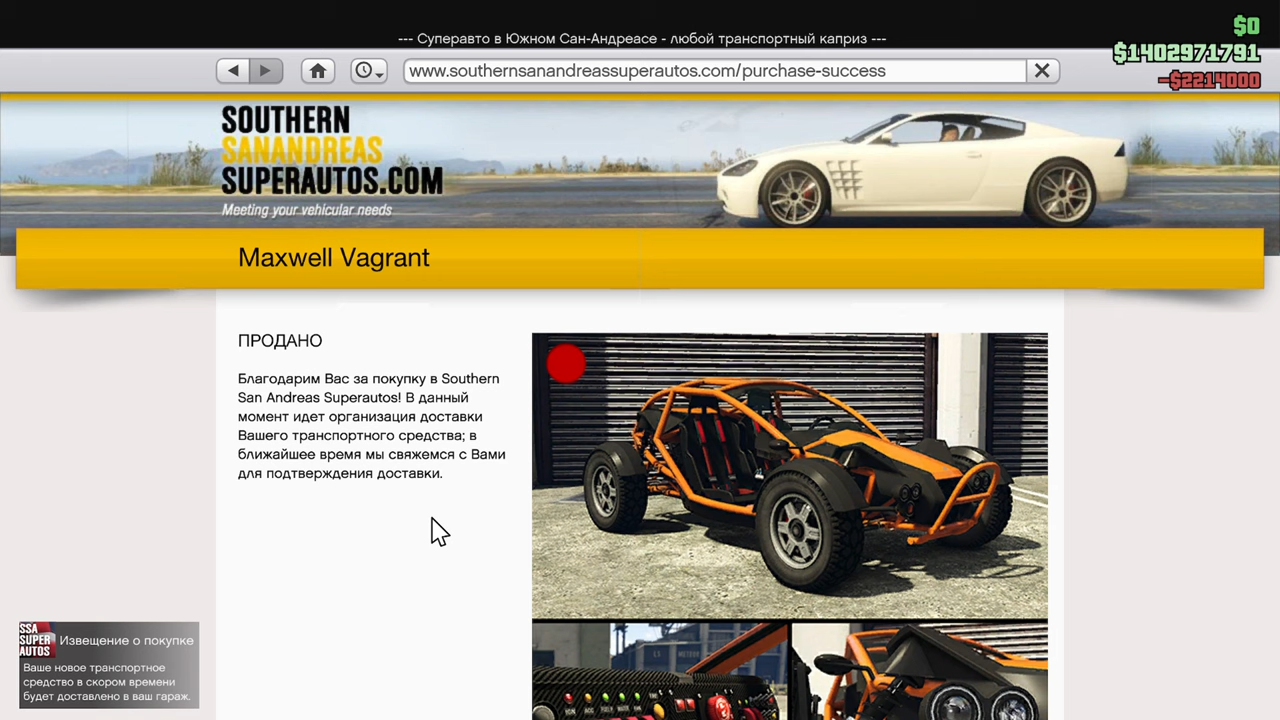 --- Суперавто в Южном Сан-Андреасе - любой транспортный каприз ---
$0
$1402971791
-$2214000
www.southernsanandreassuperautos.com/purchase-success
SOUTHERN
SANANDREAS
SUPERAUTOS.COM
Meeting your vehicular needs
Maxwell Vagrant
ПРОДАНО
Благодарим Вас за покупку в Southern
San Andreas Superautos! В данный
момент идет организация доставки
Вашего транспортного средства; в
ближайшее время мы свяжемся с Вами
для подтверждения доставки.
SSA
SUPER
AUTOS
Извещение о покупке
Ваше новое транспортное
средство в скором времени
будет доставлено в ваш гараж.